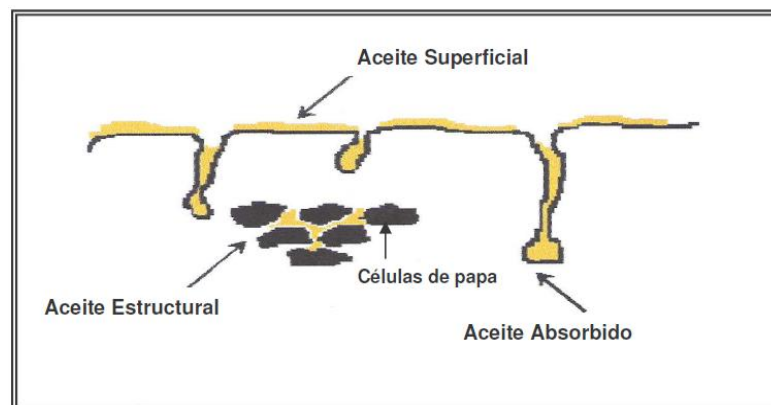 Aceite Superficial
Células de papa
Aceite Estructural
Aceite Absorbido